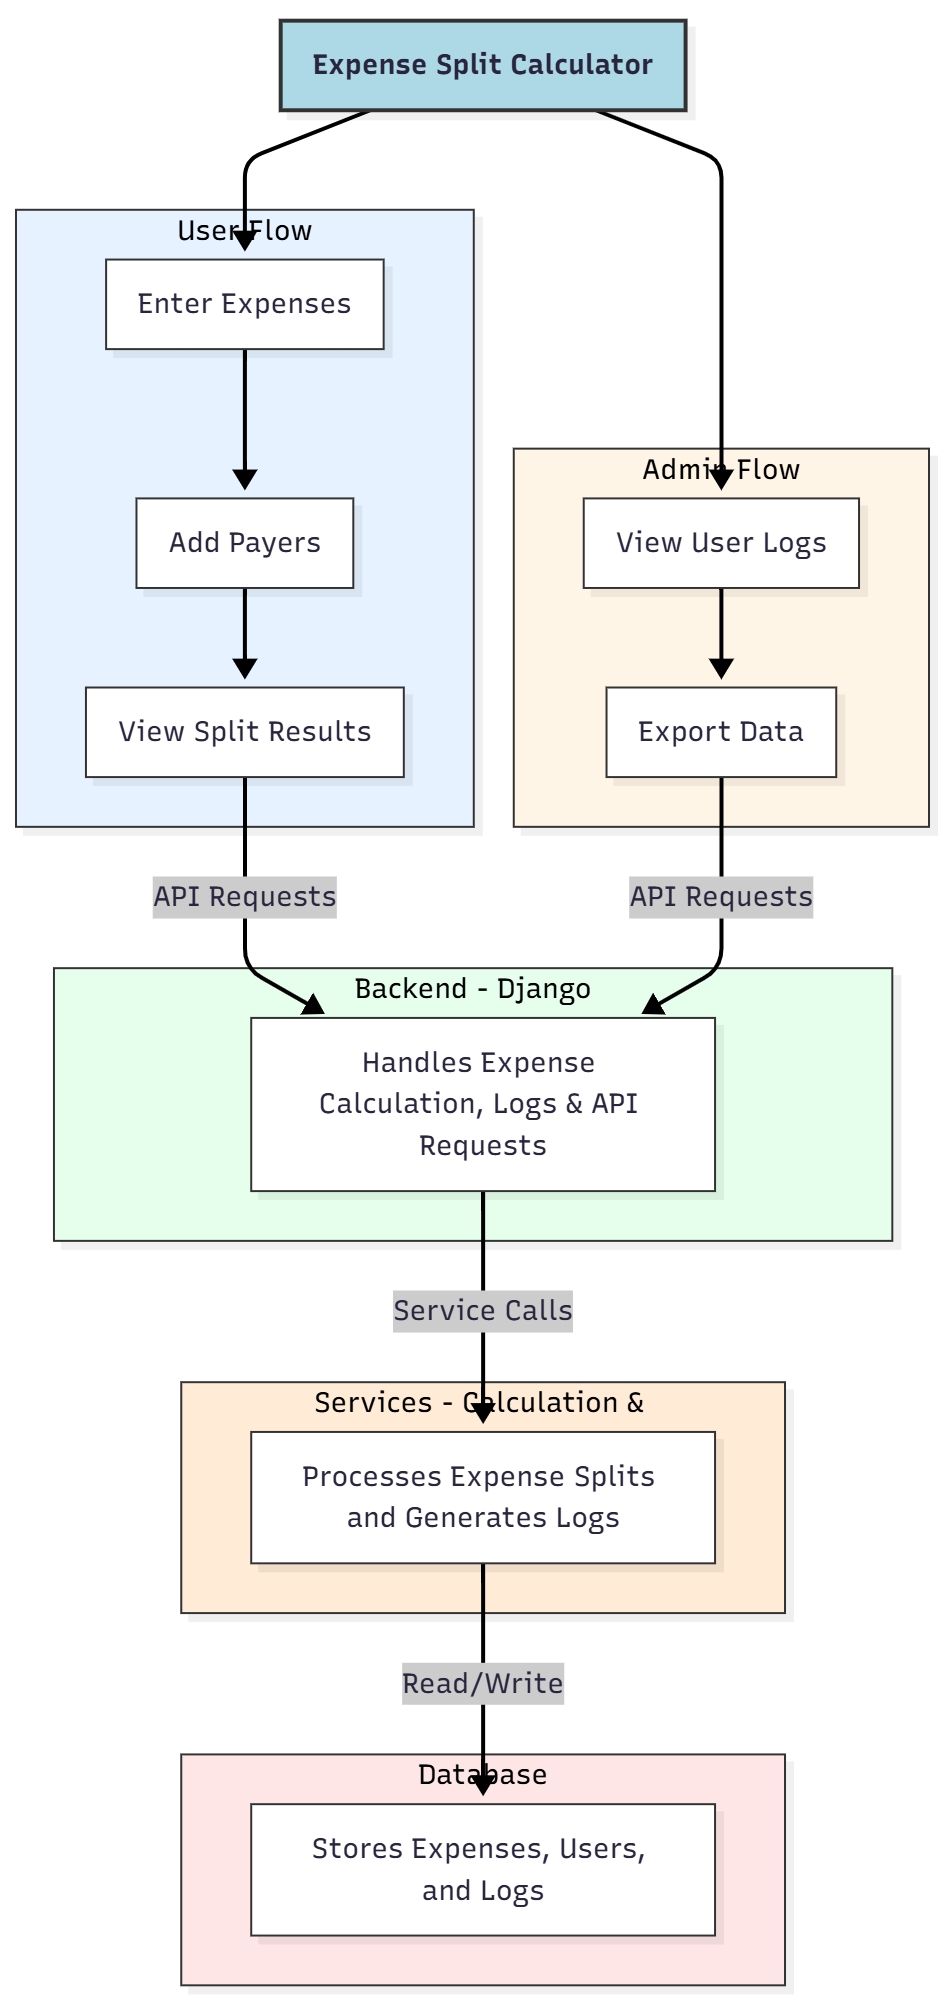 Expense Split Calculator
User Flow
Enter Expenses
Add Payers
View Split Results
Admin Flow
View User Logs
Export Data
API Requests
API Requests
Backend - Django
Handles Expense
Calculation, Logs & API
Requests
Service Calls
Services - Calculation &
Processes Expense Splits
and Generates Logs
Read/Write
Database
Stores Expenses, Users,
and Logs